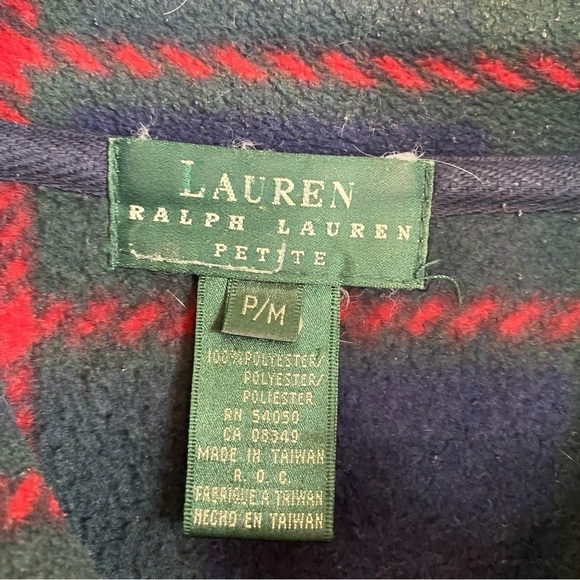 LAUREN
RALPH LAUREN
PETITE
P/M
100%POLYESTER/
POLYESTER/
POLIESTER
RN 54050
CA 08349
MADE IN TAIWAN
R. O. C.
FABRIQUE A TAIWAN
HECHO EN TAIWAN